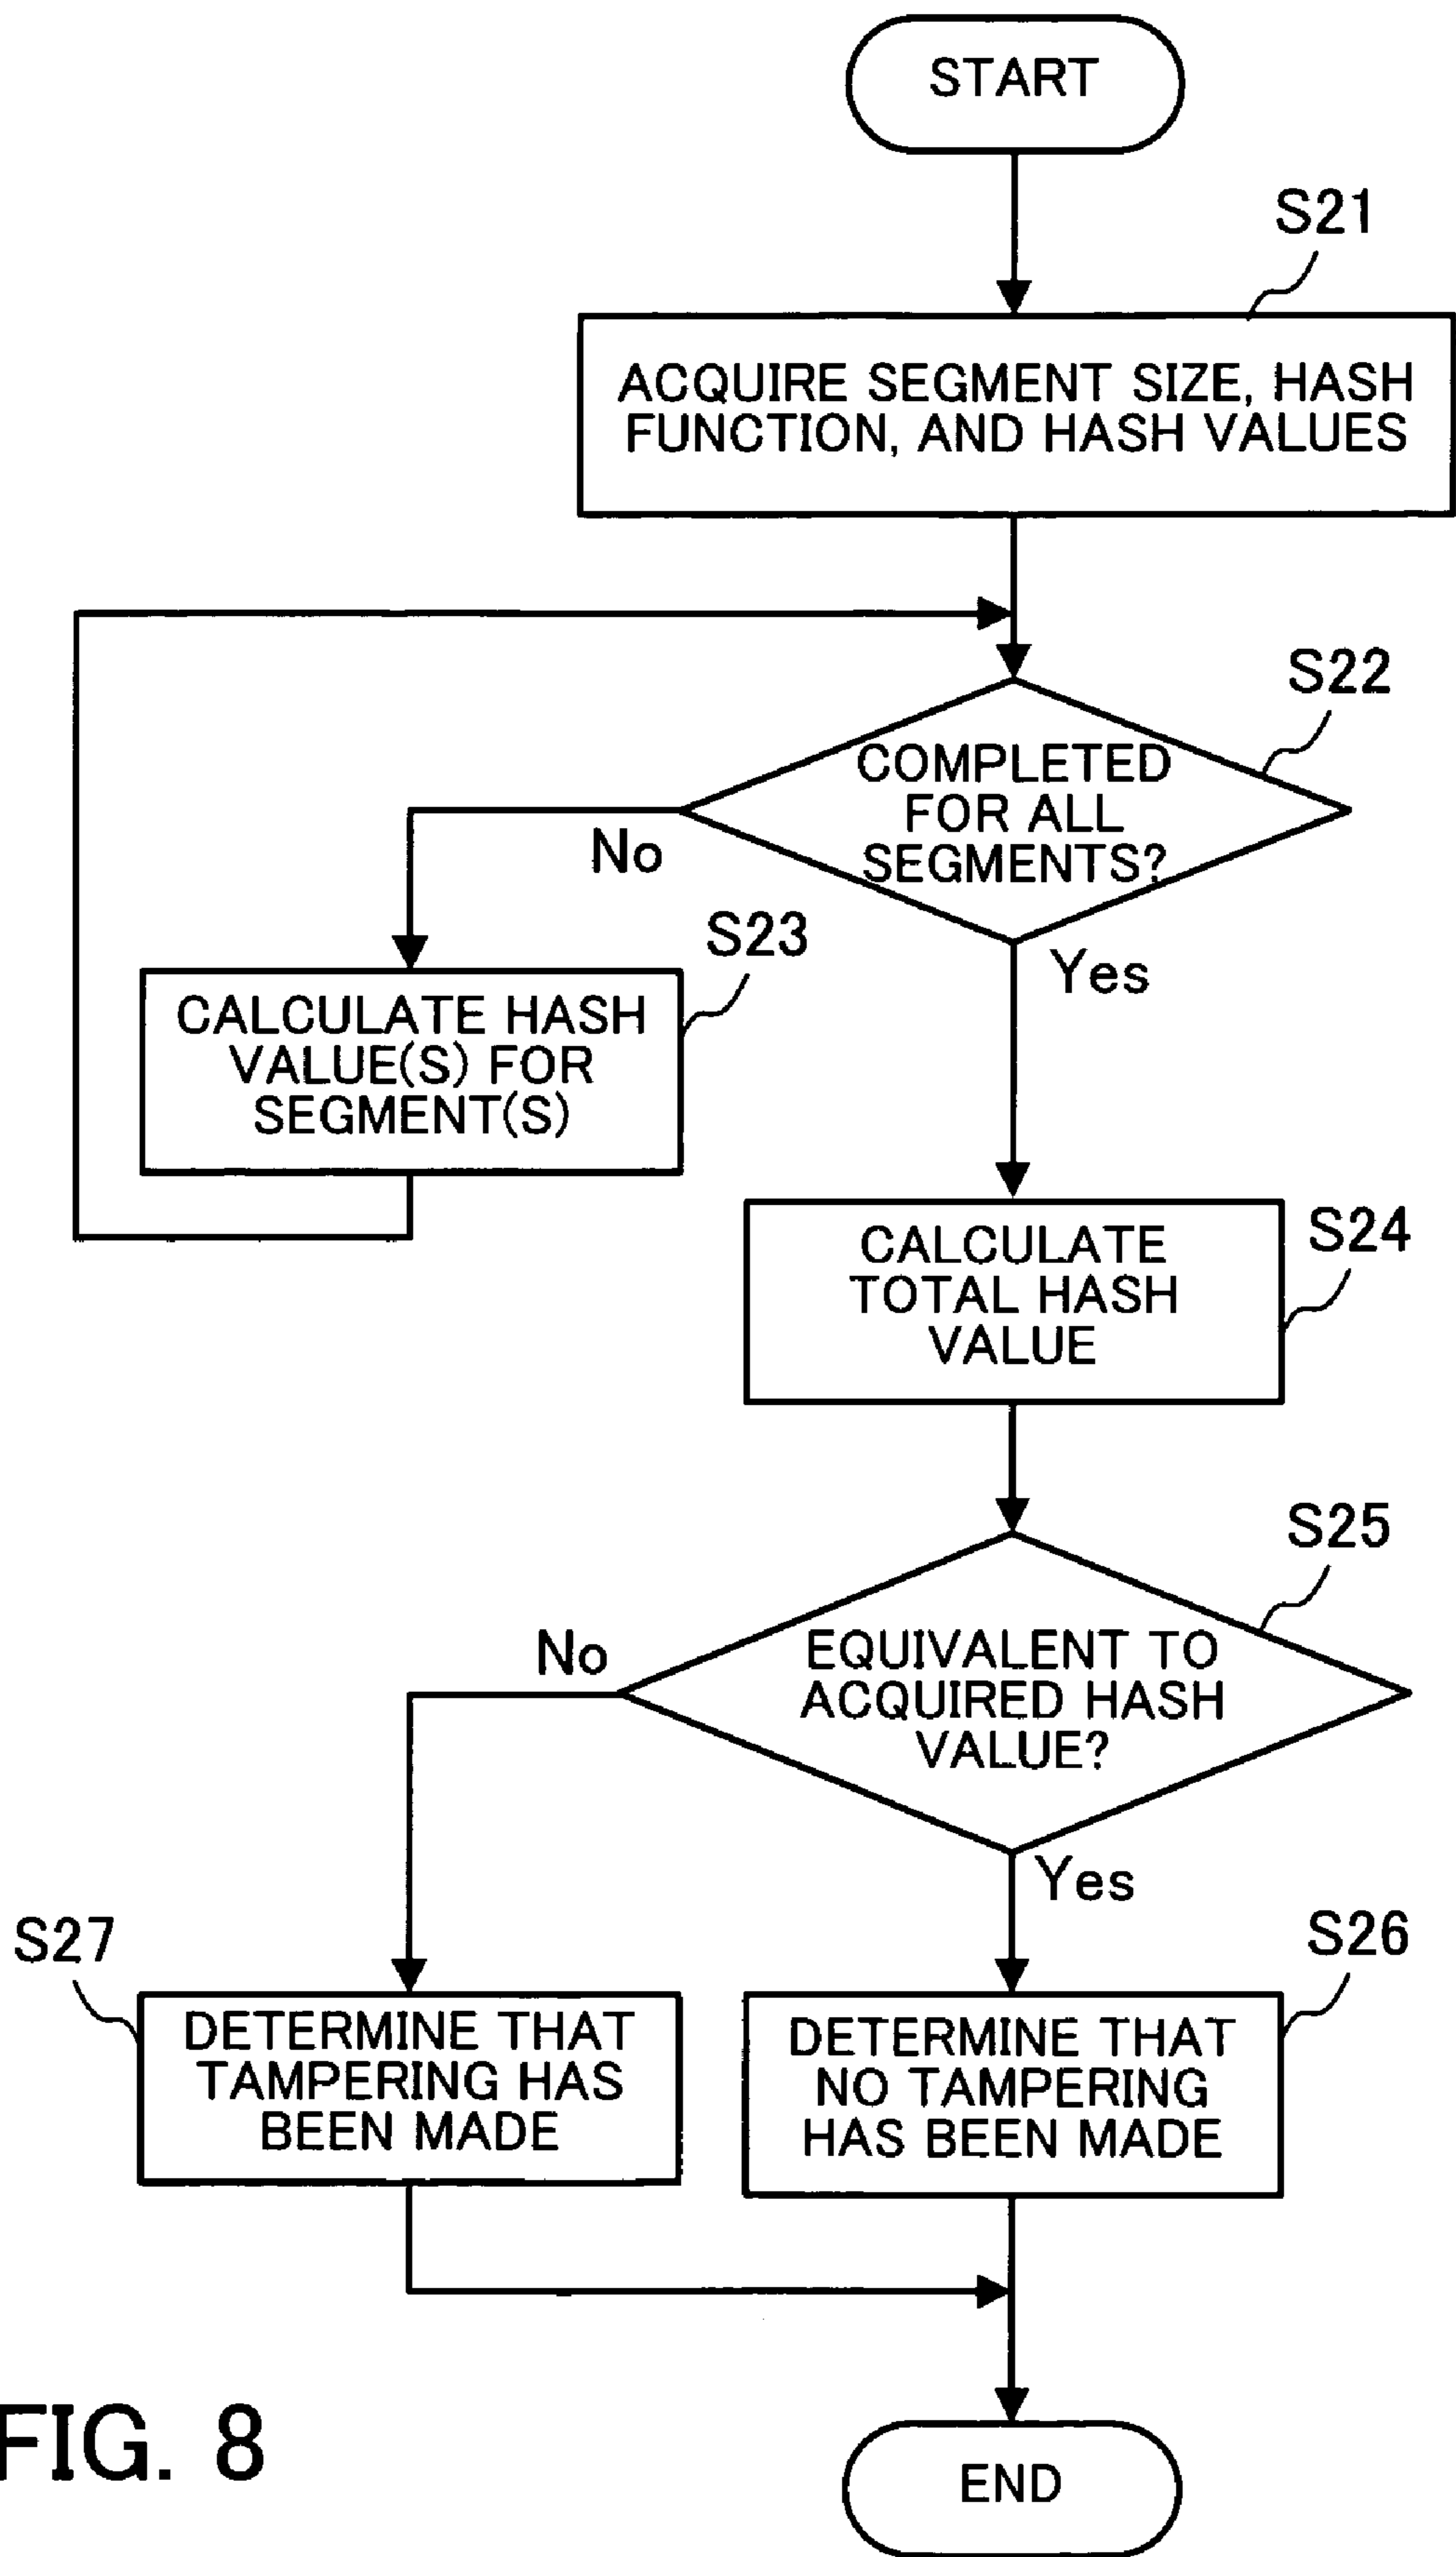 START
S21
ACQUIRE SEGMENT SIZE, HASH
FUNCTION, AND HASH VALUES
S22
COMPLETED
FOR ALL
SEGMENTS?
No
Yes
S23
CALCULATE HASH
VALUE(S) FOR
SEGMENT(S)
S24
CALCULATE
TOTAL HASH
VALUE
S25
EQUIVALENT TO
ACQUIRED HASH
VALUE?
No
Yes
S27
DETERMINE THAT
TAMPERING HAS
BEEN MADE
S26
DETERMINE THAT
NO TAMPERING
HAS BEEN MADE
END
FIG. 8